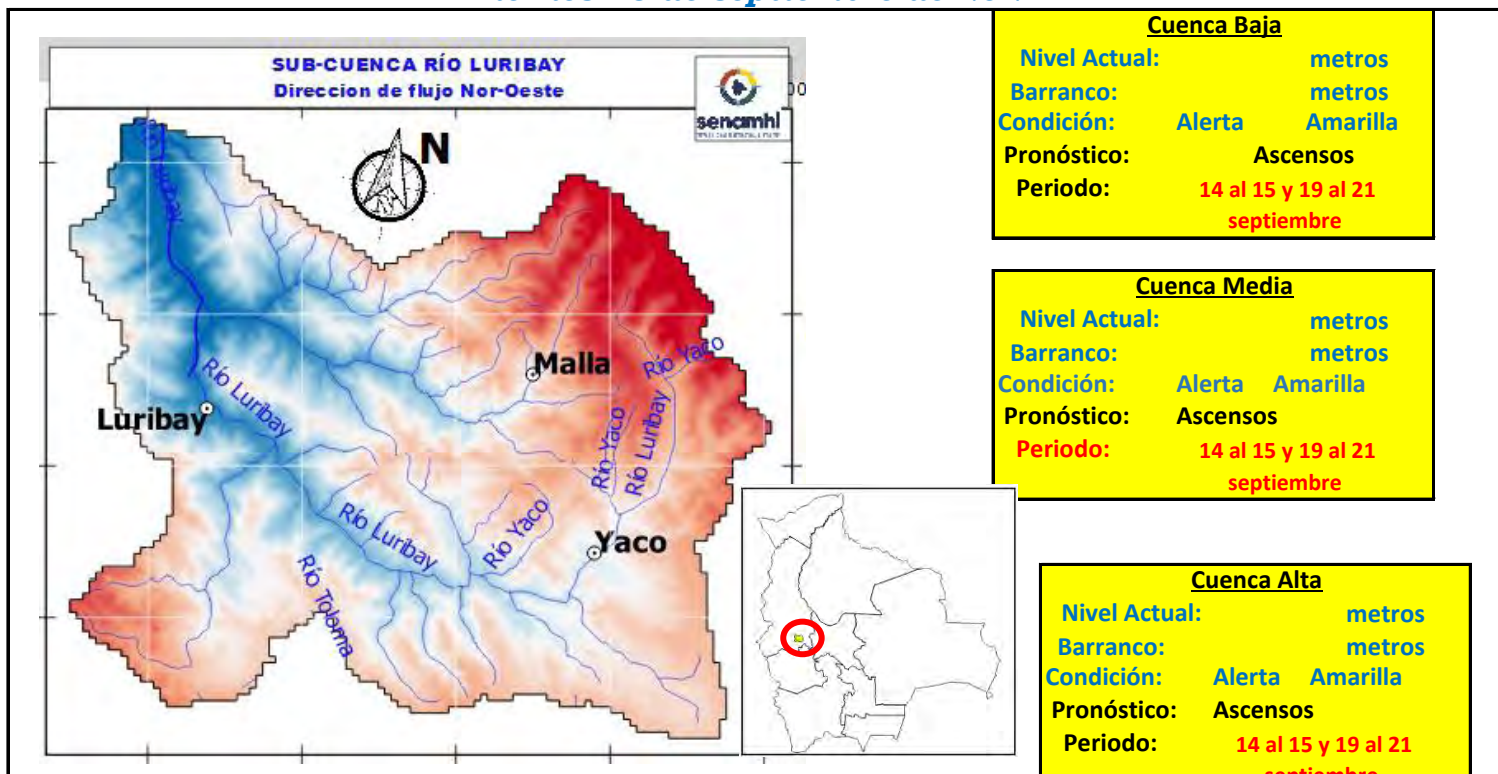 SUB-CUENCA RÍO LURIBAY
Direccion de flujo Nor-Oeste
senamhi
N
Malla
Río Yaco
Luribay
Río Luribay
Río Yaco
Río Luribay
Río Luribay
Río Yaco
Yaco
Río Toloma
Cuenca Baja
Nivel Actual: metros
Barranco: metros
Condición: Alerta Amarilla
Pronóstico: Ascensos
Periodo: 14 al 15 y 19 al 21
septiembre
Cuenca Media
Nivel Actual: metros
Barranco: metros
Condición: Alerta Amarilla
Pronóstico: Ascensos
Periodo: 14 al 15 y 19 al 21
septiembre
Cuenca Alta
Nivel Actual: metros
Barranco: metros
Condición: Alerta Amarilla
Pronóstico: Ascensos
Periodo: 14 al 15 y 19 al 21
septiembre